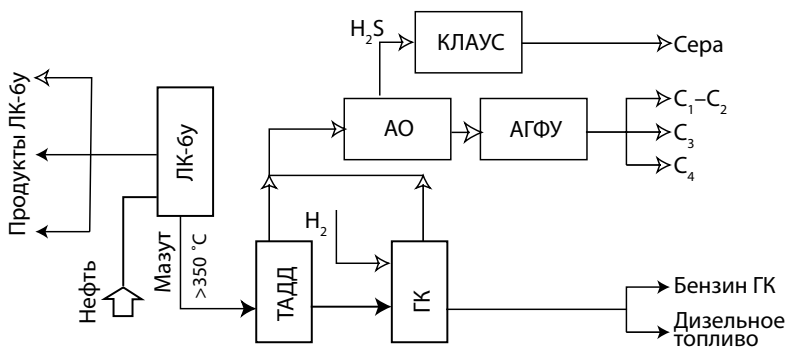 H₂S
КЛАУС
Сера
Продукты ЛК-6у
ЛК-6у
АО
АГФУ
C₁–C₂
C₃
C₄
Нефть
Мазут
>350 °C
H₂
ТАДД
ГК
Бензин ГК
Дизельное
топливо